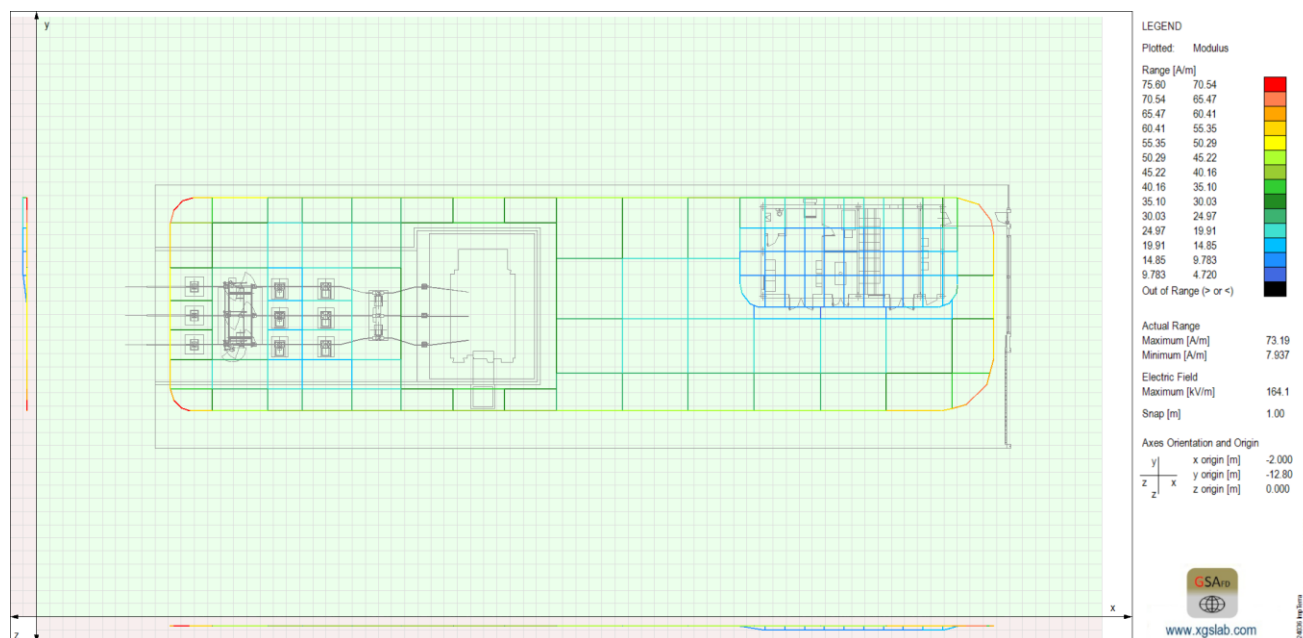 y
LEGEND
Plotted: Modulus
Range [A/m]
75.60 70.54
70.54 65.47
65.47 60.41
60.41 55.35
55.35 50.29
50.29 45.22
45.22 40.16
40.16 35.10
35.10 30.03
30.03 24.97
24.97 19.91
19.91 14.85
14.85 9.783
9.783 4.720
Out of Range (> or <)
Actual Range
Maximum [A/m] 73.19
Minimum [A/m] 7.937
Electric Field
Maximum [kV/m] 164.1
Snap [m] 1.00
Axes Orientation and Origin
y x origin [m] -2.000
z x y origin [m] -12.80
z z origin [m] 0.000
x
z
GSAFD
www.xgslab.com